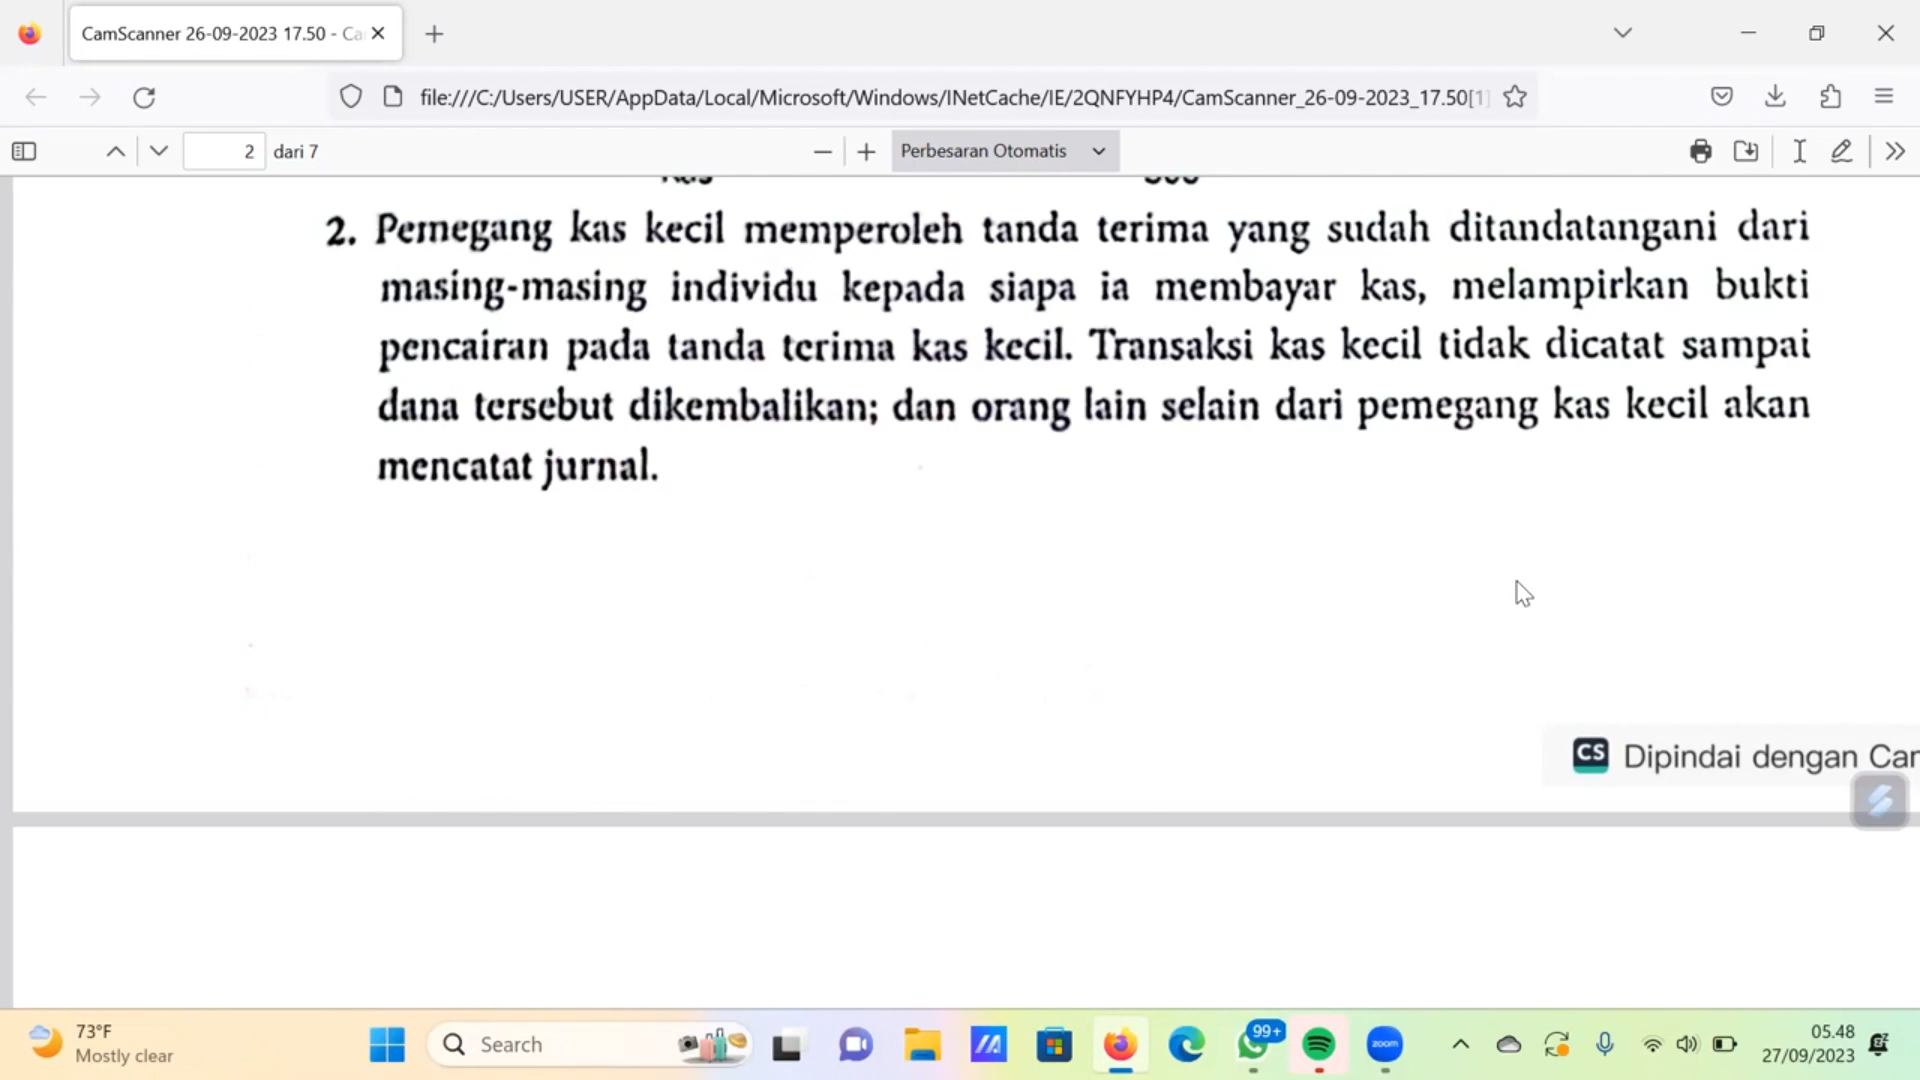 CamScanner 26-09-2023 17.50 - Ca
file:///C:/Users/USER/AppData/Local/Microsoft/Windows/INetCache/IE/2QNFYHP4/CamScanner_26-09-2023_17.50[1]
2 dari 7
Perbesaran Otomatis
Kas 300
2. Pemegang kas kecil memperoleh tanda terima yang sudah ditandatangani dari
masing-masing individu kepada siapa ia membayar kas, melampirkan bukti
pencairan pada tanda terima kas kecil. Transaksi kas kecil tidak dicatat sampai
dana tersebut dikembalikan; dan orang lain selain dari pemegang kas kecil akan
mencatat jurnal.
CS Dipindai dengan Car
73°F
Mostly clear
Search
99+
zoom
05.48
27/09/2023